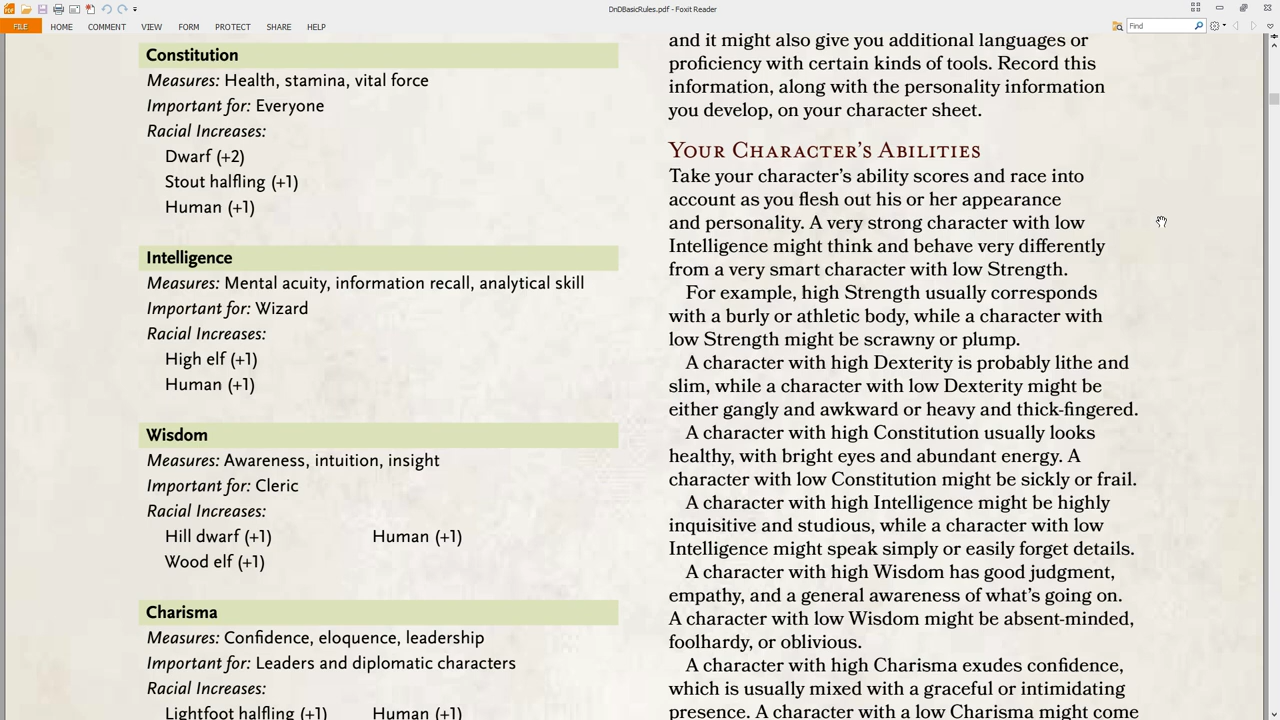 DnDBasicRules.pdf - Foxit Reader
FILE HOME COMMENT VIEW FORM PROTECT SHARE HELP
Find
Constitution
Measures: Health, stamina, vital force
Important for: Everyone
Racial Increases:
Dwarf (+2)
Stout halfling (+1)
Human (+1)
Intelligence
Measures: Mental acuity, information recall, analytical skill
Important for: Wizard
Racial Increases:
High elf (+1)
Human (+1)
Wisdom
Measures: Awareness, intuition, insight
Important for: Cleric
Racial Increases:
Hill dwarf (+1) Human (+1)
Wood elf (+1)
Charisma
Measures: Confidence, eloquence, leadership
Important for: Leaders and diplomatic characters
Racial Increases:
Lightfoot halfling (+1) Human (+1)
and it might also give you additional languages or
proficiency with certain kinds of tools. Record this
information, along with the personality information
you develop, on your character sheet.
Your Character's Abilities
Take your character's ability scores and race into
account as you flesh out his or her appearance
and personality. A very strong character with low
Intelligence might think and behave very differently
from a very smart character with low Strength.
For example, high Strength usually corresponds
with a burly or athletic body, while a character with
low Strength might be scrawny or plump.
A character with high Dexterity is probably lithe and
slim, while a character with low Dexterity might be
either gangly and awkward or heavy and thick-fingered.
A character with high Constitution usually looks
healthy, with bright eyes and abundant energy. A
character with low Constitution might be sickly or frail.
A character with high Intelligence might be highly
inquisitive and studious, while a character with low
Intelligence might speak simply or easily forget details.
A character with high Wisdom has good judgment,
empathy, and a general awareness of what's going on.
A character with low Wisdom might be absent-minded,
foolhardy, or oblivious.
A character with high Charisma exudes confidence,
which is usually mixed with a graceful or intimidating
presence. A character with a low Charisma might come